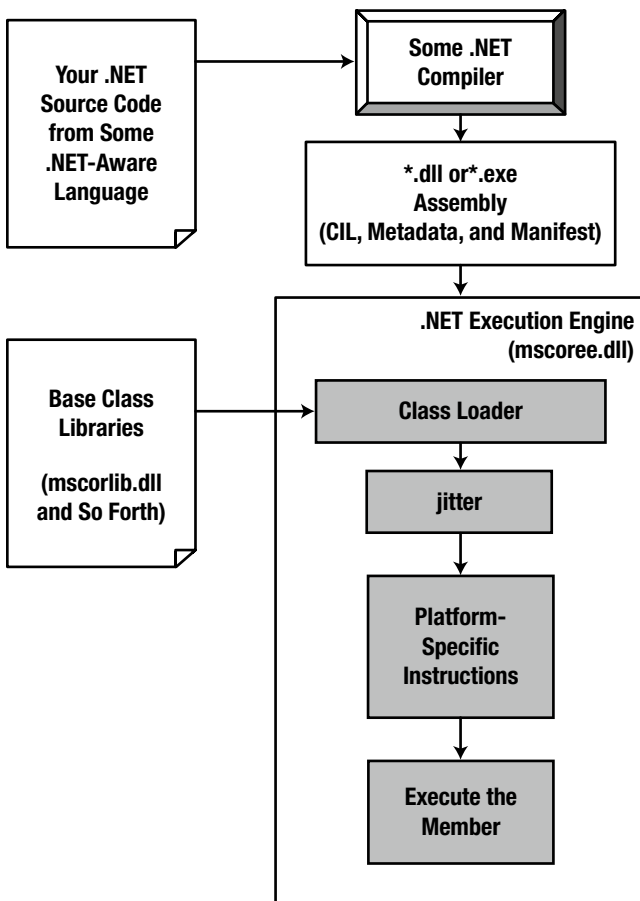 Your .NET
Source Code
from Some
.NET-Aware
Language
Some .NET
Compiler
*.dll or*.exe
Assembly
(CIL, Metadata, and Manifest)
.NET Execution Engine
(mscoree.dll)
Base Class
Libraries
(mscorlib.dll
and So Forth)
Class Loader
jitter
Platform-
Specific
Instructions
Execute the
Member